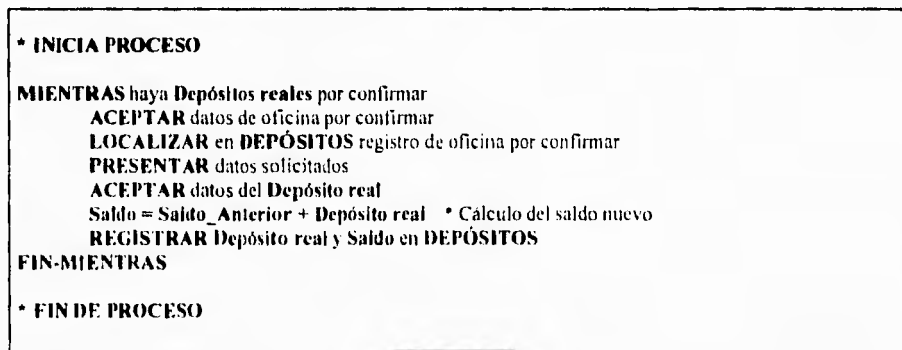 * INICIA PROCESO
MIENTRAS haya Depósitos reales por confirmar
ACEPTAR datos de oficina por confirmar
LOCALIZAR en DEPÓSITOS registro de oficina por confirmar
PRESENTAR datos solicitados
ACEPTAR datos del Depósito real
Saldo = Saldo_Anterior + Depósito real * Cálculo del saldo nuevo
REGISTRAR Depósito real y Saldo en DEPÓSITOS
FIN-MIENTRAS
* FIN DE PROCESO